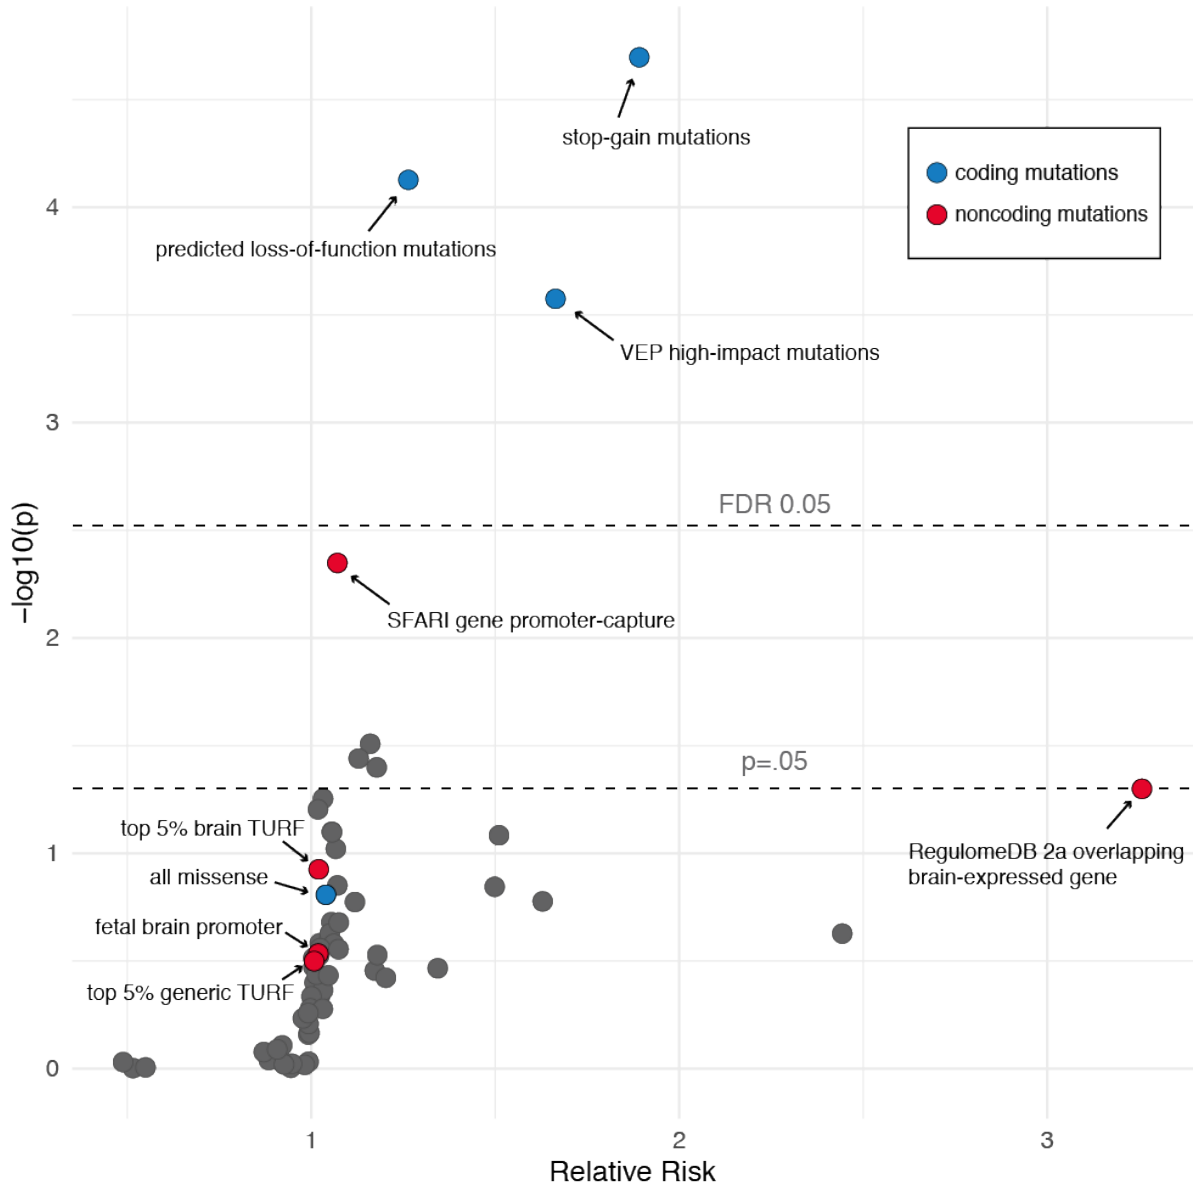 stop-gain mutations
coding mutations
noncoding mutations
4
predicted loss-of-function mutations
VEP high-impact mutations
3
FDR 0.05
−log10(p)
SFARI gene promoter-capture
2
p=.05
top 5% brain TURF
1
RegulomeDB 2a overlapping
brain-expressed gene
all missense
fetal brain promoter
top 5% generic TURF
0
1
2
3
Relative Risk